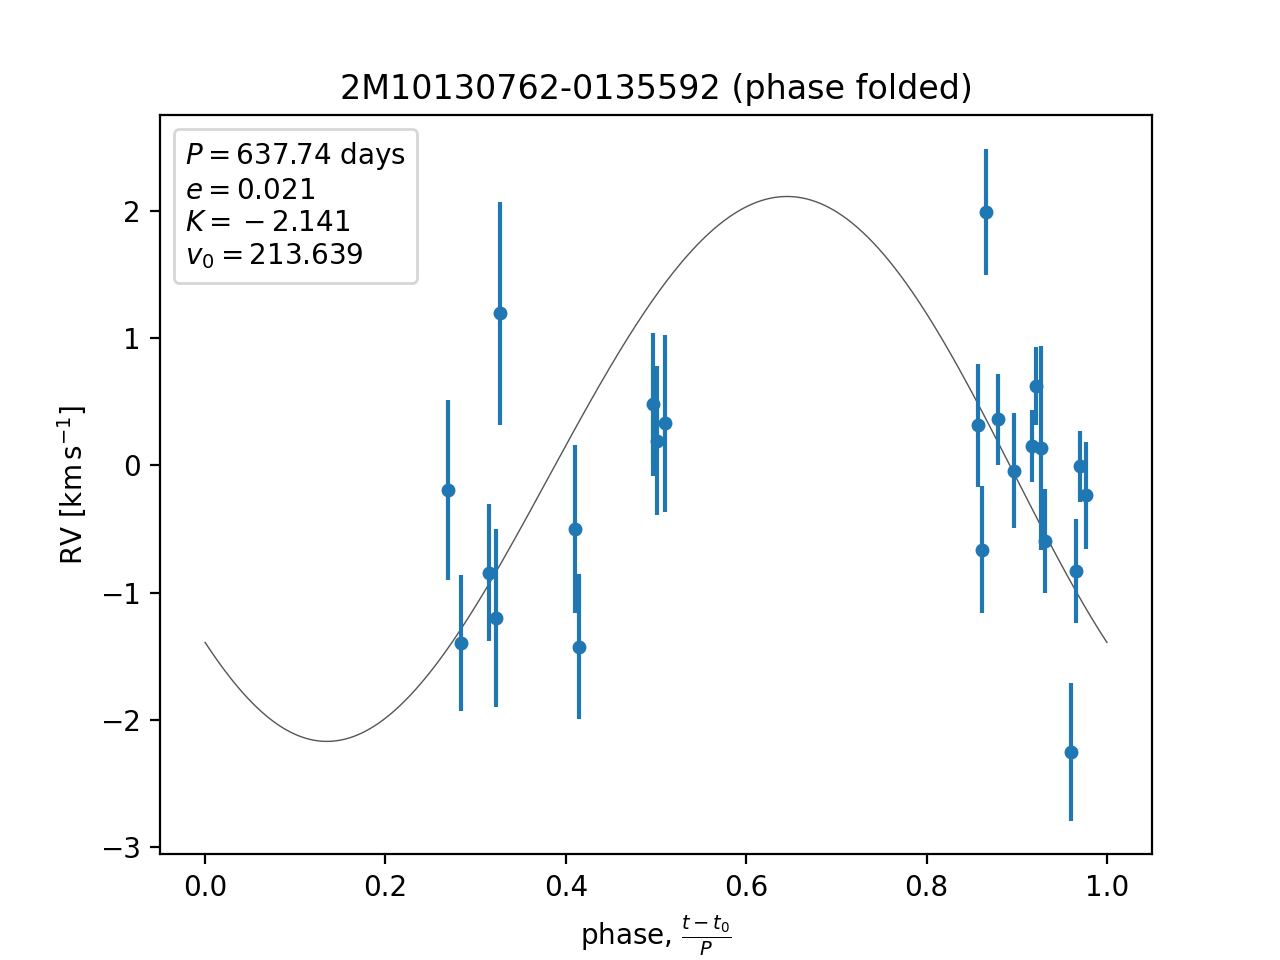 2M10130762-0135592 (phase folded)
P = 637.74 days
e = 0.021
K = −2.141
v₀ = 213.639
2
1
0
−1
−2
−3
RV [km s⁻¹]
0.0 0.2 0.4 0.6 0.8 1.0
phase, (t − t₀)/P